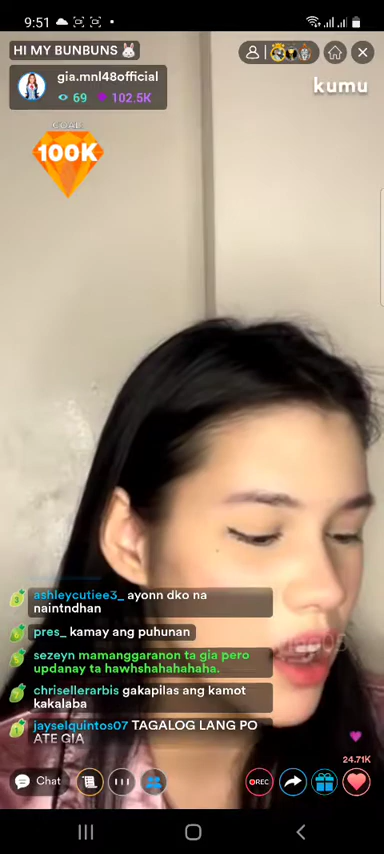 9:51
HI MY BUNBUNS 🐰
gia.mnl48official
69 102.5K
kumu
GOAL
100K
3 ashleycutiee3_ ayonn dko na
naintndhan
pres_ kamay ang puhunan
sezeyn mamanggaranon ta gia pero
updanay ta hawhshahahahaha.
chrisellerarbis gakapilas ang kamot
kakalaba
1 jayselquintos07 TAGALOG LANG PO
ATE GIA
24.71K
Chat
REC